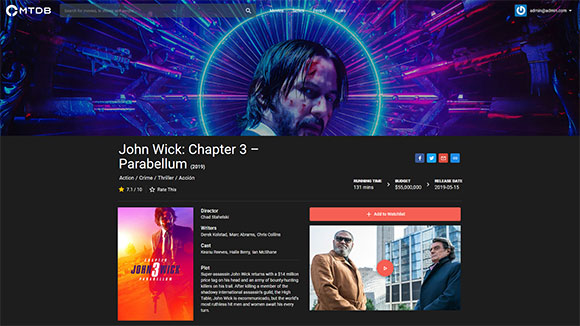 MTDB
Search for movies, tv shows and people...
Movies Series People News
admin@admin.com
John Wick: Chapter 3 –
Parabellum (2019)
Action / Crime / Thriller / Acción
7.1 / 10 Rate This
RUNNING TIME
131 mins
BUDGET
$55,000,000
RELEASE DATE
2019-05-15
Director
Chad Stahelski
Writers
Derek Kolstad, Marc Abrams, Chris Collins
Cast
Keanu Reeves, Halle Berry, Ian McShane
Plot
Super-assassin John Wick returns with a $14 million
price tag on his head and an army of bounty-hunting
killers on his trail. After killing a member of the
shadowy international assassin's guild, the High
Table, John Wick is excommunicado, but the world's
most ruthless hit men and women await his every
turn.
Add to Watchlist
CHAPTER
3
JOHN WICK
PARABELLUM